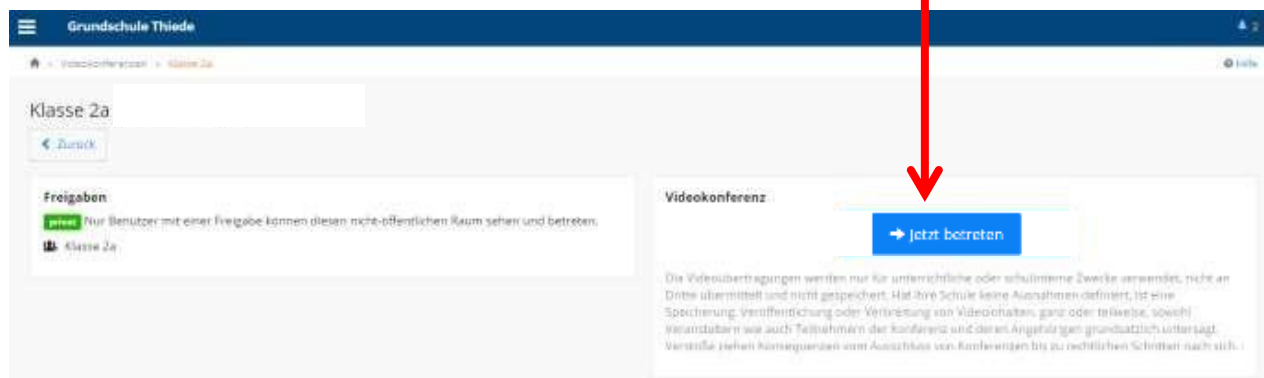 Grundschule Thiede
Videokonferenzen Klasse 2a
Hilfe
Klasse 2a
Zurück
Freigaben
privat Nur Benutzer mit einer Freigabe können diesen nicht-öffentlichen Raum sehen und betreten.
Klasse 2a
Videokonferenz
Jetzt betreten
Die Videoübertragungen werden nur für unterrichtliche oder schulinterne Zwecke verwendet, nicht an
Dritte übermittelt und nicht gespeichert. Hat Ihre Schule keine Ausnahmen definiert, ist eine
Speicherung, Veröffentlichung oder Verbreitung von Videoinhalten, ganz oder teilweise, sowohl
Veranstaltern wie auch Teilnehmern der Konferenz und deren Angehörigen grundsätzlich untersagt.
Verstöße ziehen Konsequenzen vom Ausschluss von Konferenzen bis zu rechtlichen Schritten nach sich.